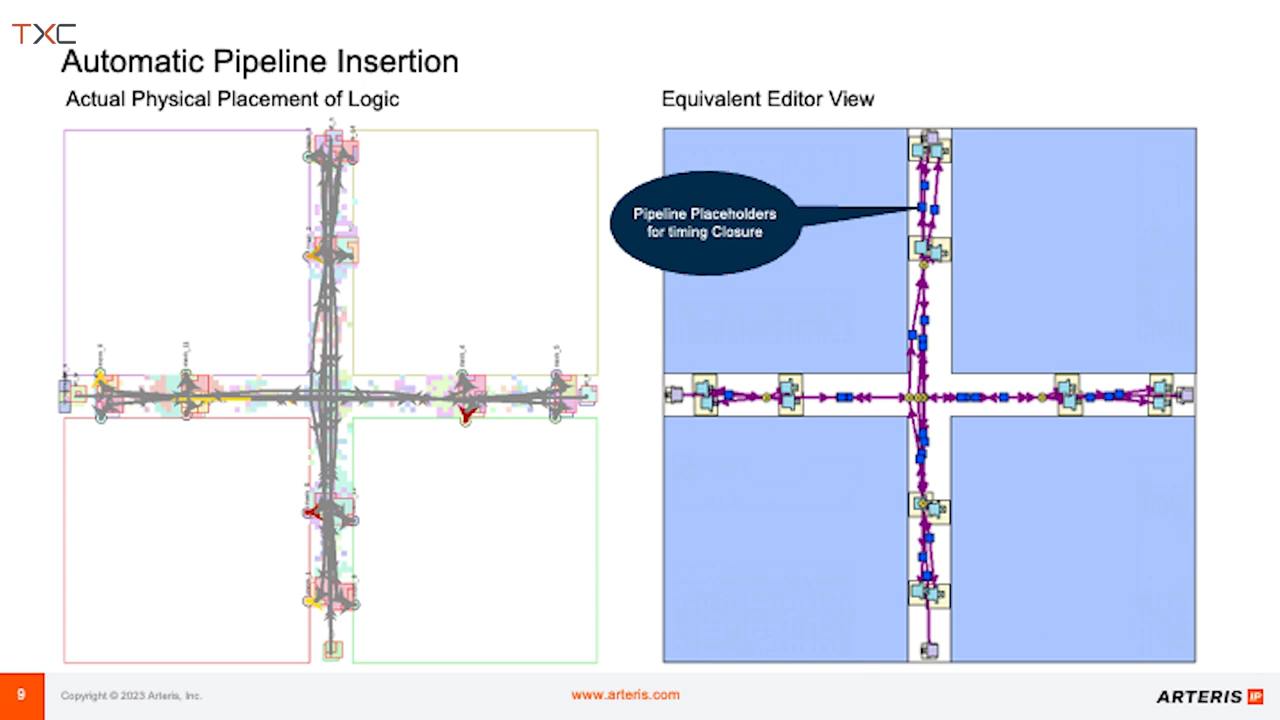 TXC
Automatic Pipeline Insertion
Actual Physical Placement of Logic
Equivalent Editor View
Pipeline Placeholders
for timing Closure
9
Copyright © 2023 Arteris, Inc.
www.arteris.com
ARTERIS IP